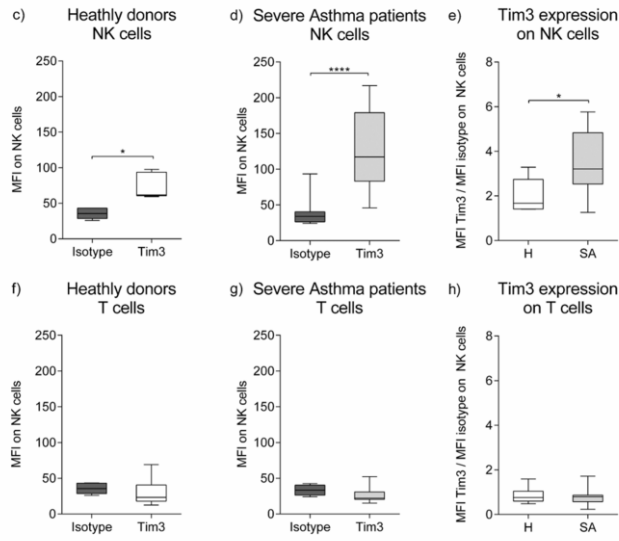 c) Heathly donors
NK cells
MFI on NK cells
250
200
150
100
50
0
*
Isotype Tim3
d) Severe Asthma patients
NK cells
MFI on NK cells
250
200
150
100
50
0
****
Isotype Tim3
e) Tim3 expression
on NK cells
MFI Tim3 / MFI isotype on NK cells
8
6
4
2
0
*
H SA
f) Heathly donors
T cells
MFI on NK cells
250
200
150
100
50
0
Isotype Tim3
g) Severe Asthma patients
T cells
MFI on NK cells
250
200
150
100
50
0
Isotype Tim3
h) Tim3 expression
on T cells
MFI Tim3 / MFI isotype on NK cells
8
6
4
2
0
H SA